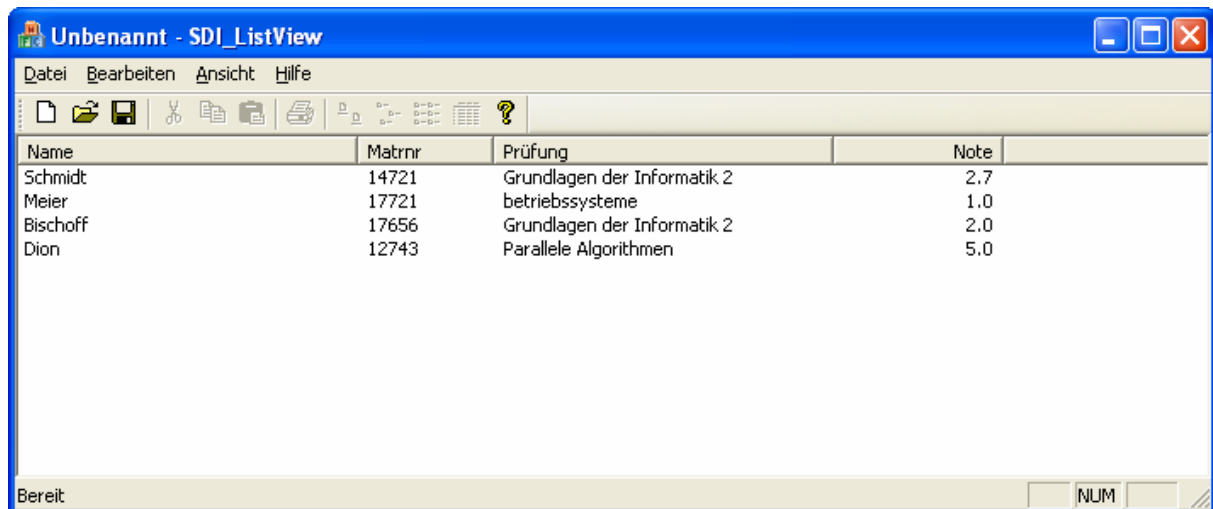 Unbenannt - SDI_ListView
Datei Bearbeiten Ansicht Hilfe
Name Matrnr Prüfung Note
Schmidt 14721 Grundlagen der Informatik 2 2.7
Meier 17721 betriebssysteme 1.0
Bischoff 17656 Grundlagen der Informatik 2 2.0
Dion 12743 Parallele Algorithmen 5.0
Bereit NUM